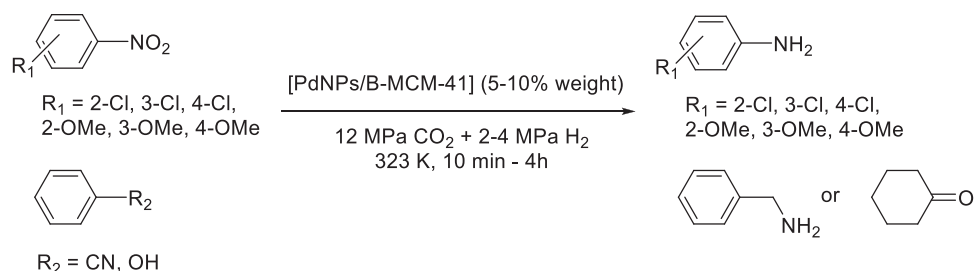 NO₂
R₁
R₁ = 2-Cl, 3-Cl, 4-Cl,
2-OMe, 3-OMe, 4-OMe
R₂
R₂ = CN, OH
[PdNPs/B-MCM-41] (5-10% weight)
12 MPa CO₂ + 2-4 MPa H₂
323 K, 10 min - 4h
NH₂
R₁
R₁ = 2-Cl, 3-Cl, 4-Cl,
2-OMe, 3-OMe, 4-OMe
NH₂
or
O